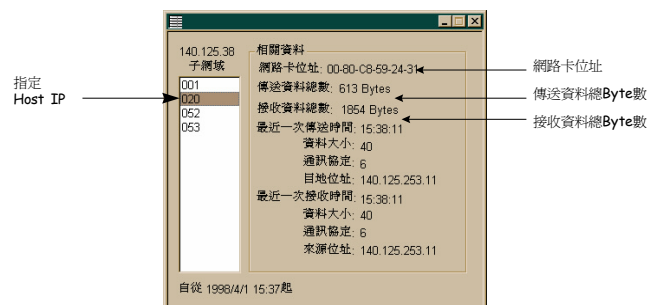 140.125.38
子網域
001
020
052
053
相關資料
網路卡位址: 00-80-C8-59-24-31
傳送資料總數: 613 Bytes
接收資料總數: 1854 Bytes
最近一次傳送時間: 15:38:11
資料大小: 40
通訊協定: 6
目地位址: 140.125.253.11
最近一次接收時間: 15:38:11
資料大小: 40
通訊協定: 6
來源位址: 140.125.253.11
自從 1998/4/1 15:37起
指定
Host IP
網路卡位址
傳送資料總Byte數
接收資料總Byte數